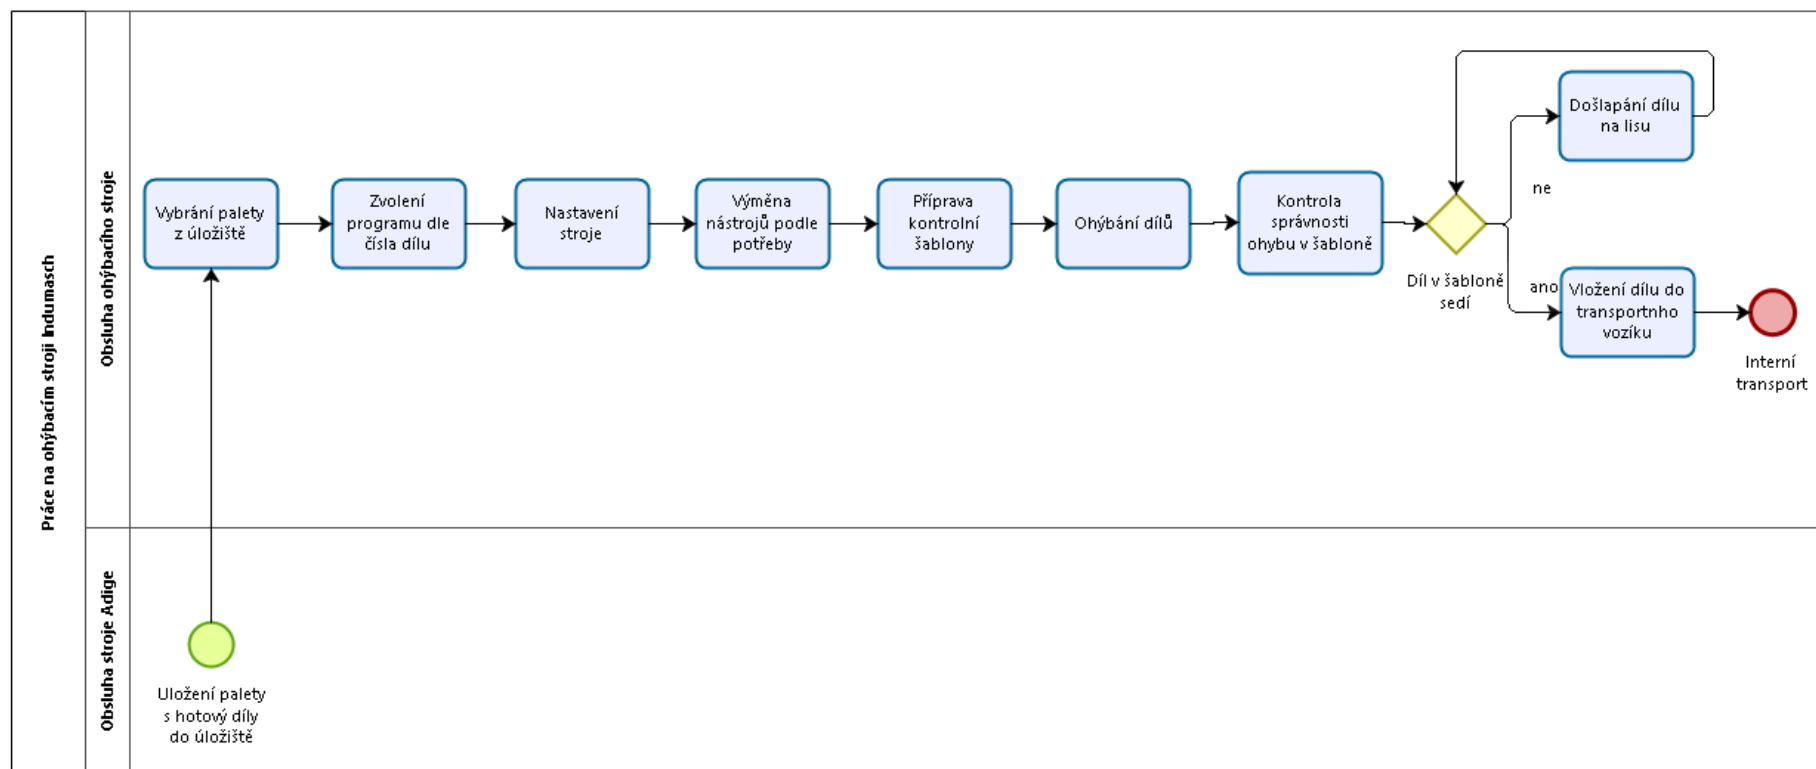 Práce na ohýbacím stroji Indumasch
Obsluha ohýbacího stroje
Vybrání palety
z úložiště
Zvolení
programu dle
čísla dílu
Nastavení
stroje
Výměna
nástrojů podle
potřeby
Příprava
kontrolní
šablony
Ohýbání dílů
Kontrola
správnosti
ohybu v šabloně
Díl v šabloně
sedí
ne
Došlapání dílu
na lisu
ano
Vložení dílu do
transportnho
vozíku
Interní
transport
Obsluha stroje Adige
Uložení palety
s hotový díly
do úložiště